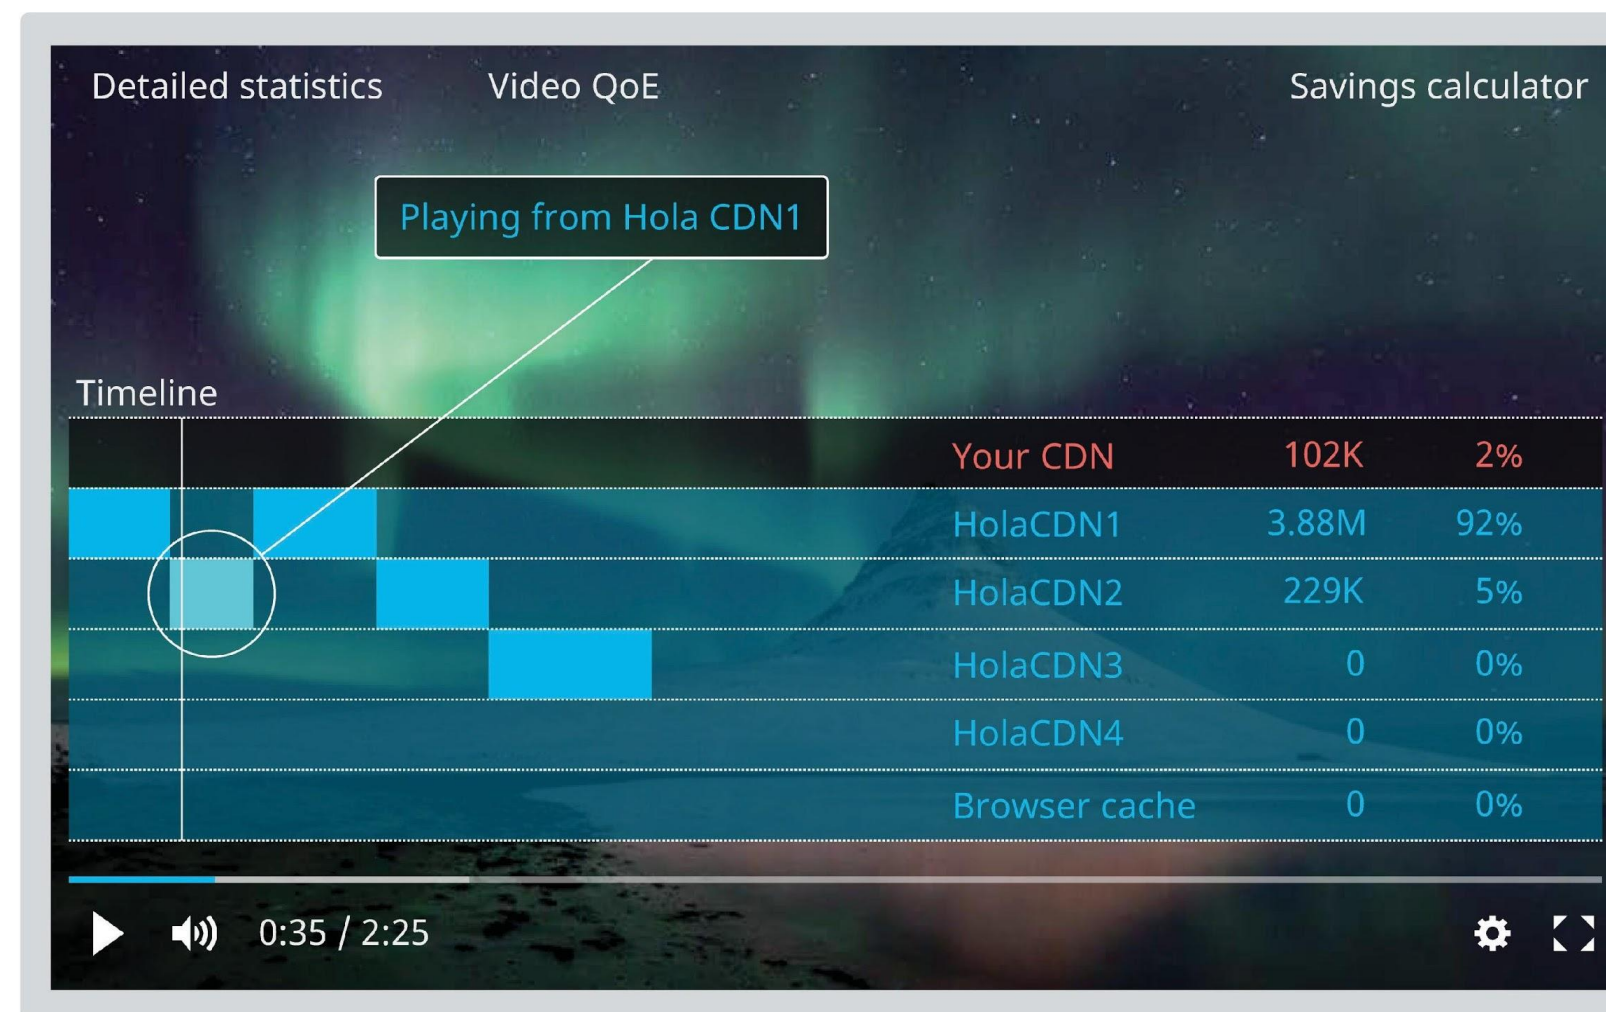 Detailed statistics Video QoE Savings calculator
Playing from Hola CDN1
Timeline
Your CDN 102K 2%
HolaCDN1 3.88M 92%
HolaCDN2 229K 5%
HolaCDN3 0 0%
HolaCDN4 0 0%
Browser cache 0 0%
0:35 / 2:25